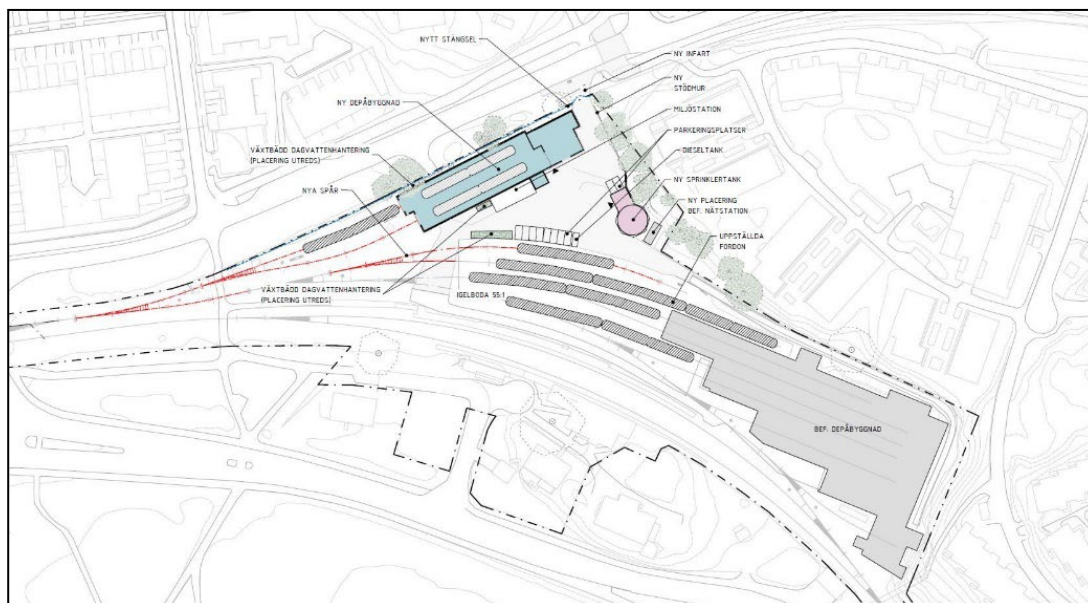 NYTT STÄNGSEL
NY INFART
NY
STÖDMUR
NY DEPÅBYGGNAD
MILJÖSTATION
PARKERINGSPLATSER
VÄXTBÄDD DAGVATTENHANTERING
(PLACERING UTREDS)
DIESELTANK
NY SPRINKLERTANK
NYA SPÅR
NY PLACERING
BEF. NÄTSTATION
UPPSTÄLLDA
FORDON
VÄXTBÄDD DAGVATTENHANTERING
(PLACERING UTREDS)
IGELBODA 55:1
BEF. DEPÅBYGGNAD